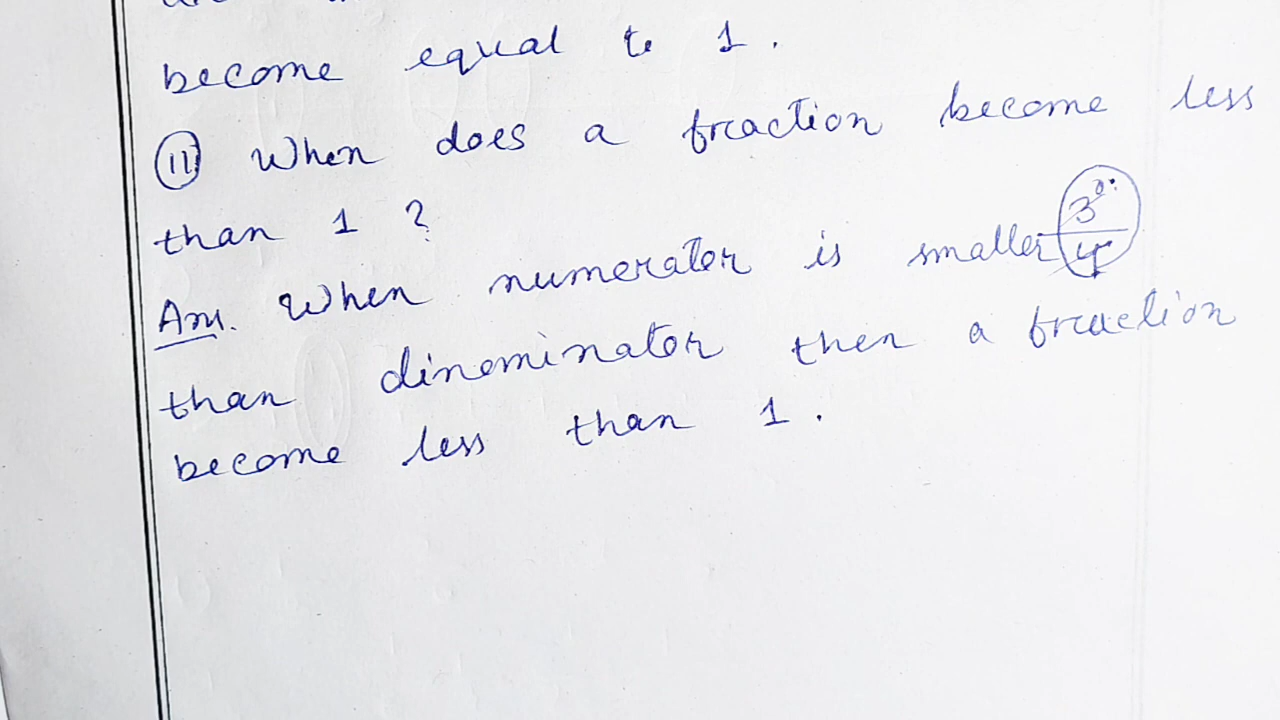 become equal to 1.
11 When does a fraction become less
than 1 ?
Ans. When numerator is smaller 3/4
than dinominator then a fraction
become less than 1.